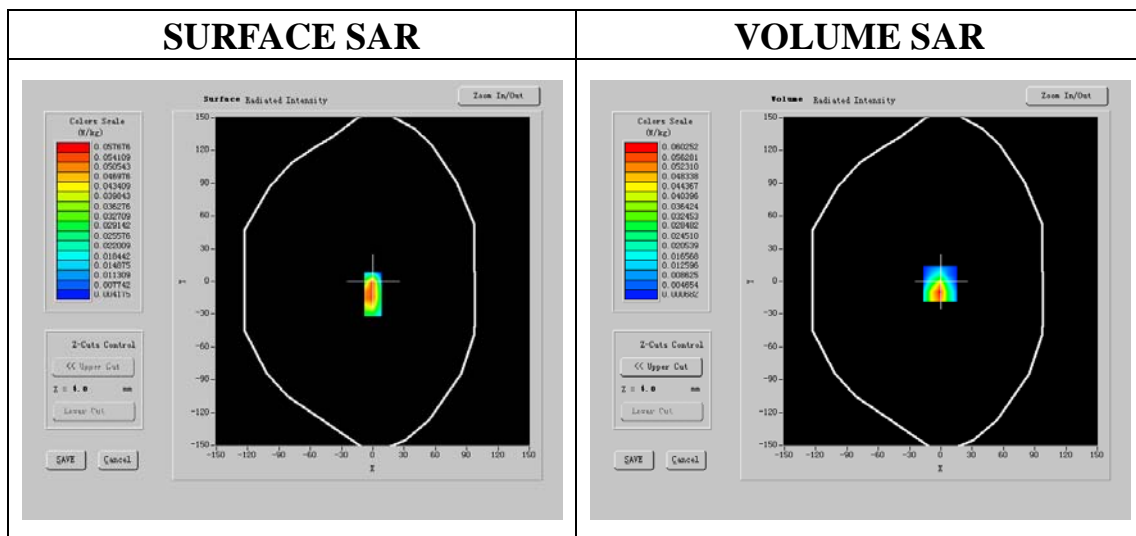 SURFACE SAR
VOLUME SAR
Surface Radiated Intensity
Zoom In/Out
Colors Scale
(W/kg)
0.057676
0.054109
0.050543
0.046976
0.043409
0.039843
0.036276
0.032709
0.029142
0.025576
0.022009
0.018442
0.014875
0.011309
0.007742
0.004175
150
120
90
60
30
0
-30
-60
-90
-120
-150
Y
-150 -120 -90 -60 -30 0 30 60 90 120 150
X
Z-Cuts Control
<< Upper Cut
Z = 4.0 mm
Lower Cut
SAVE
Cancel
Volume Radiated Intensity
Zoom In/Out
Colors Scale
(W/kg)
0.060252
0.056281
0.052310
0.048338
0.044367
0.040396
0.036424
0.032453
0.028482
0.024510
0.020539
0.016568
0.012596
0.008625
0.004654
0.000682
150
120
90
60
30
0
-30
-60
-90
-120
-150
Y
-150 -120 -90 -60 -30 0 30 60 90 120 150
X
Z-Cuts Control
<< Upper Cut
Z = 4.0 mm
Lower Cut
SAVE
Cancel